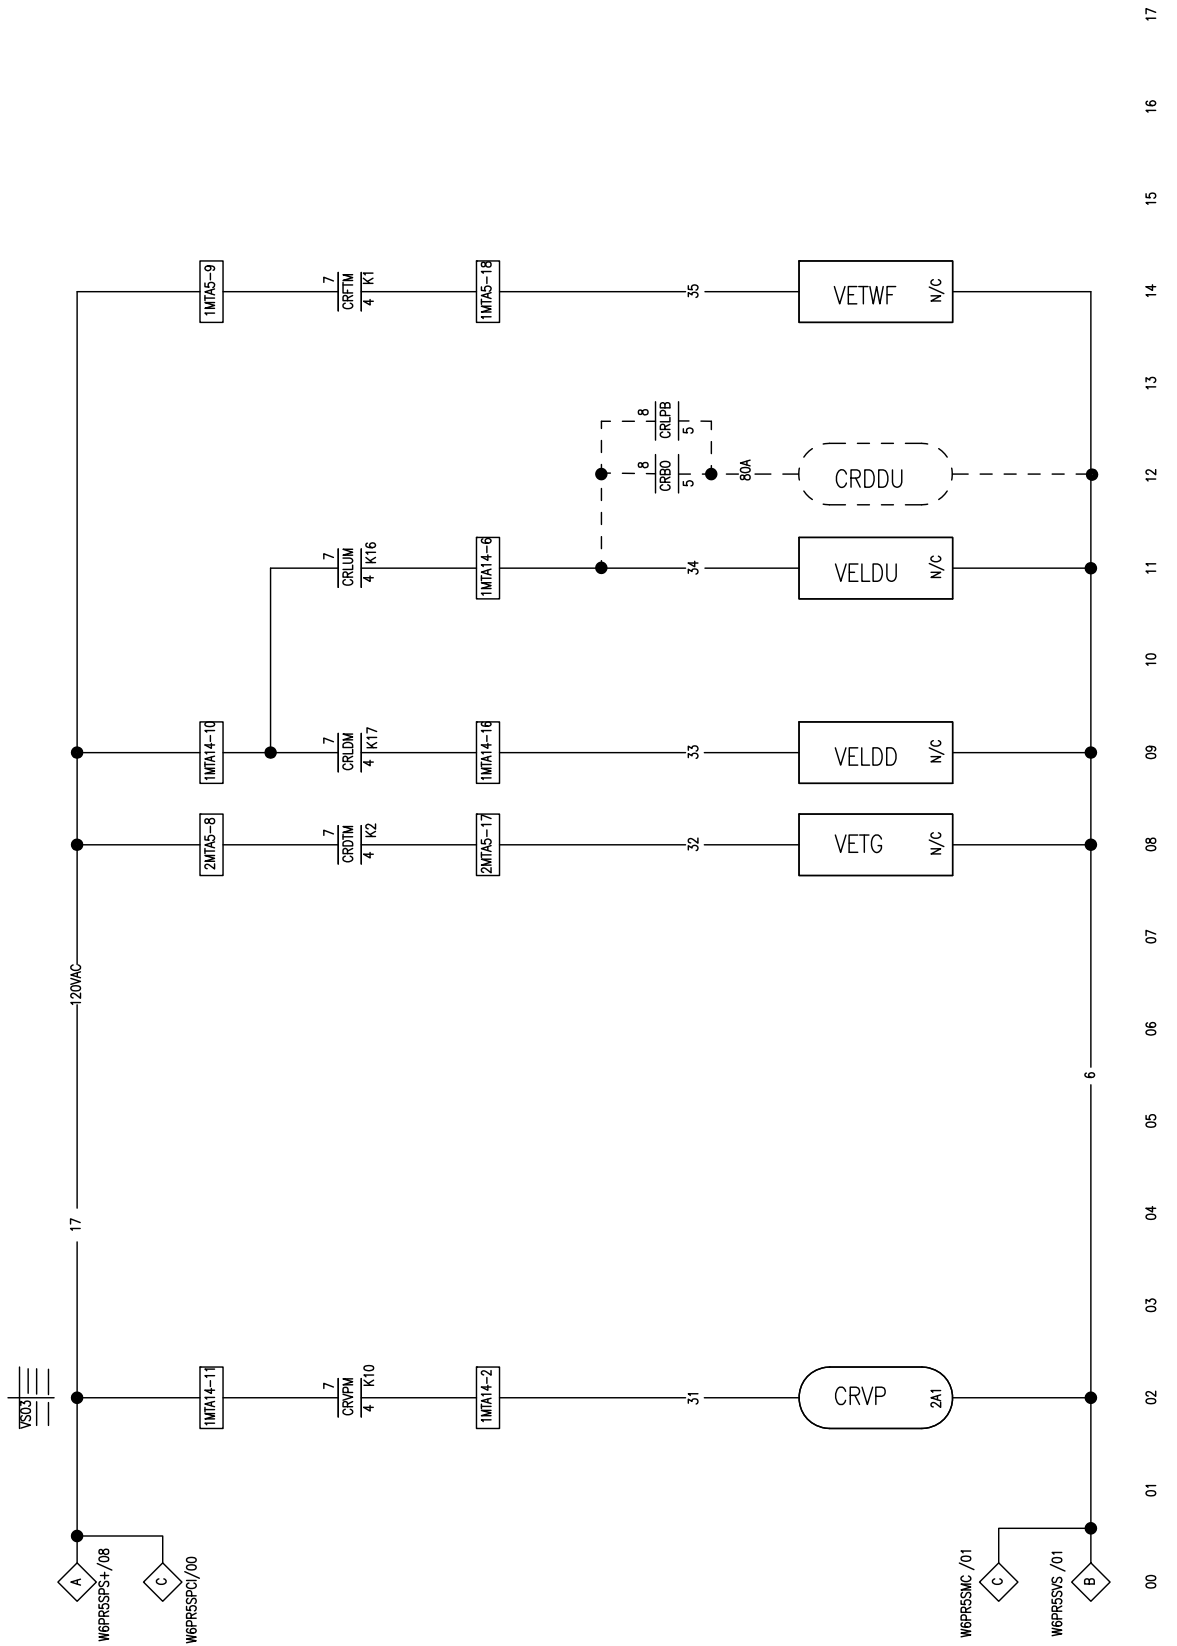 VS03
A
W6PR5SPS+/08
C
W6PR5SPCI/00
17
120VAC
1MTA14-11
7
CRVPM
4
K10
1MTA14-2
31
CRVP
2A1
2MTA5-8
7
CRDTM
4
K2
2MTA5-17
32
VETG
N/C
1MTA14-10
7
CRLDM
4
K17
1MTA14-16
33
VELDD
N/C
7
CRLUM
4
K16
1MTA14-6
34
VELDU
N/C
8
CRBO
5
80A
CRDDU
8
CRLPB
5
1MTA5-9
7
CRFTM
4
K1
1MTA5-18
35
VETWF
N/C
W6PR5SMC /01
C
W6PR5SVS /01
B
6
00
01
02
03
04
05
06
07
08
09
10
11
12
13
14
15
16
17